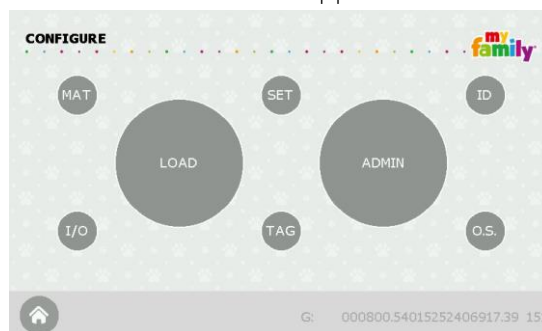 CONFIGURE
my
family
MAT
SET
ID
LOAD
ADMIN
I/O
TAG
O.S.
G: 000800.54015252406917.39 15